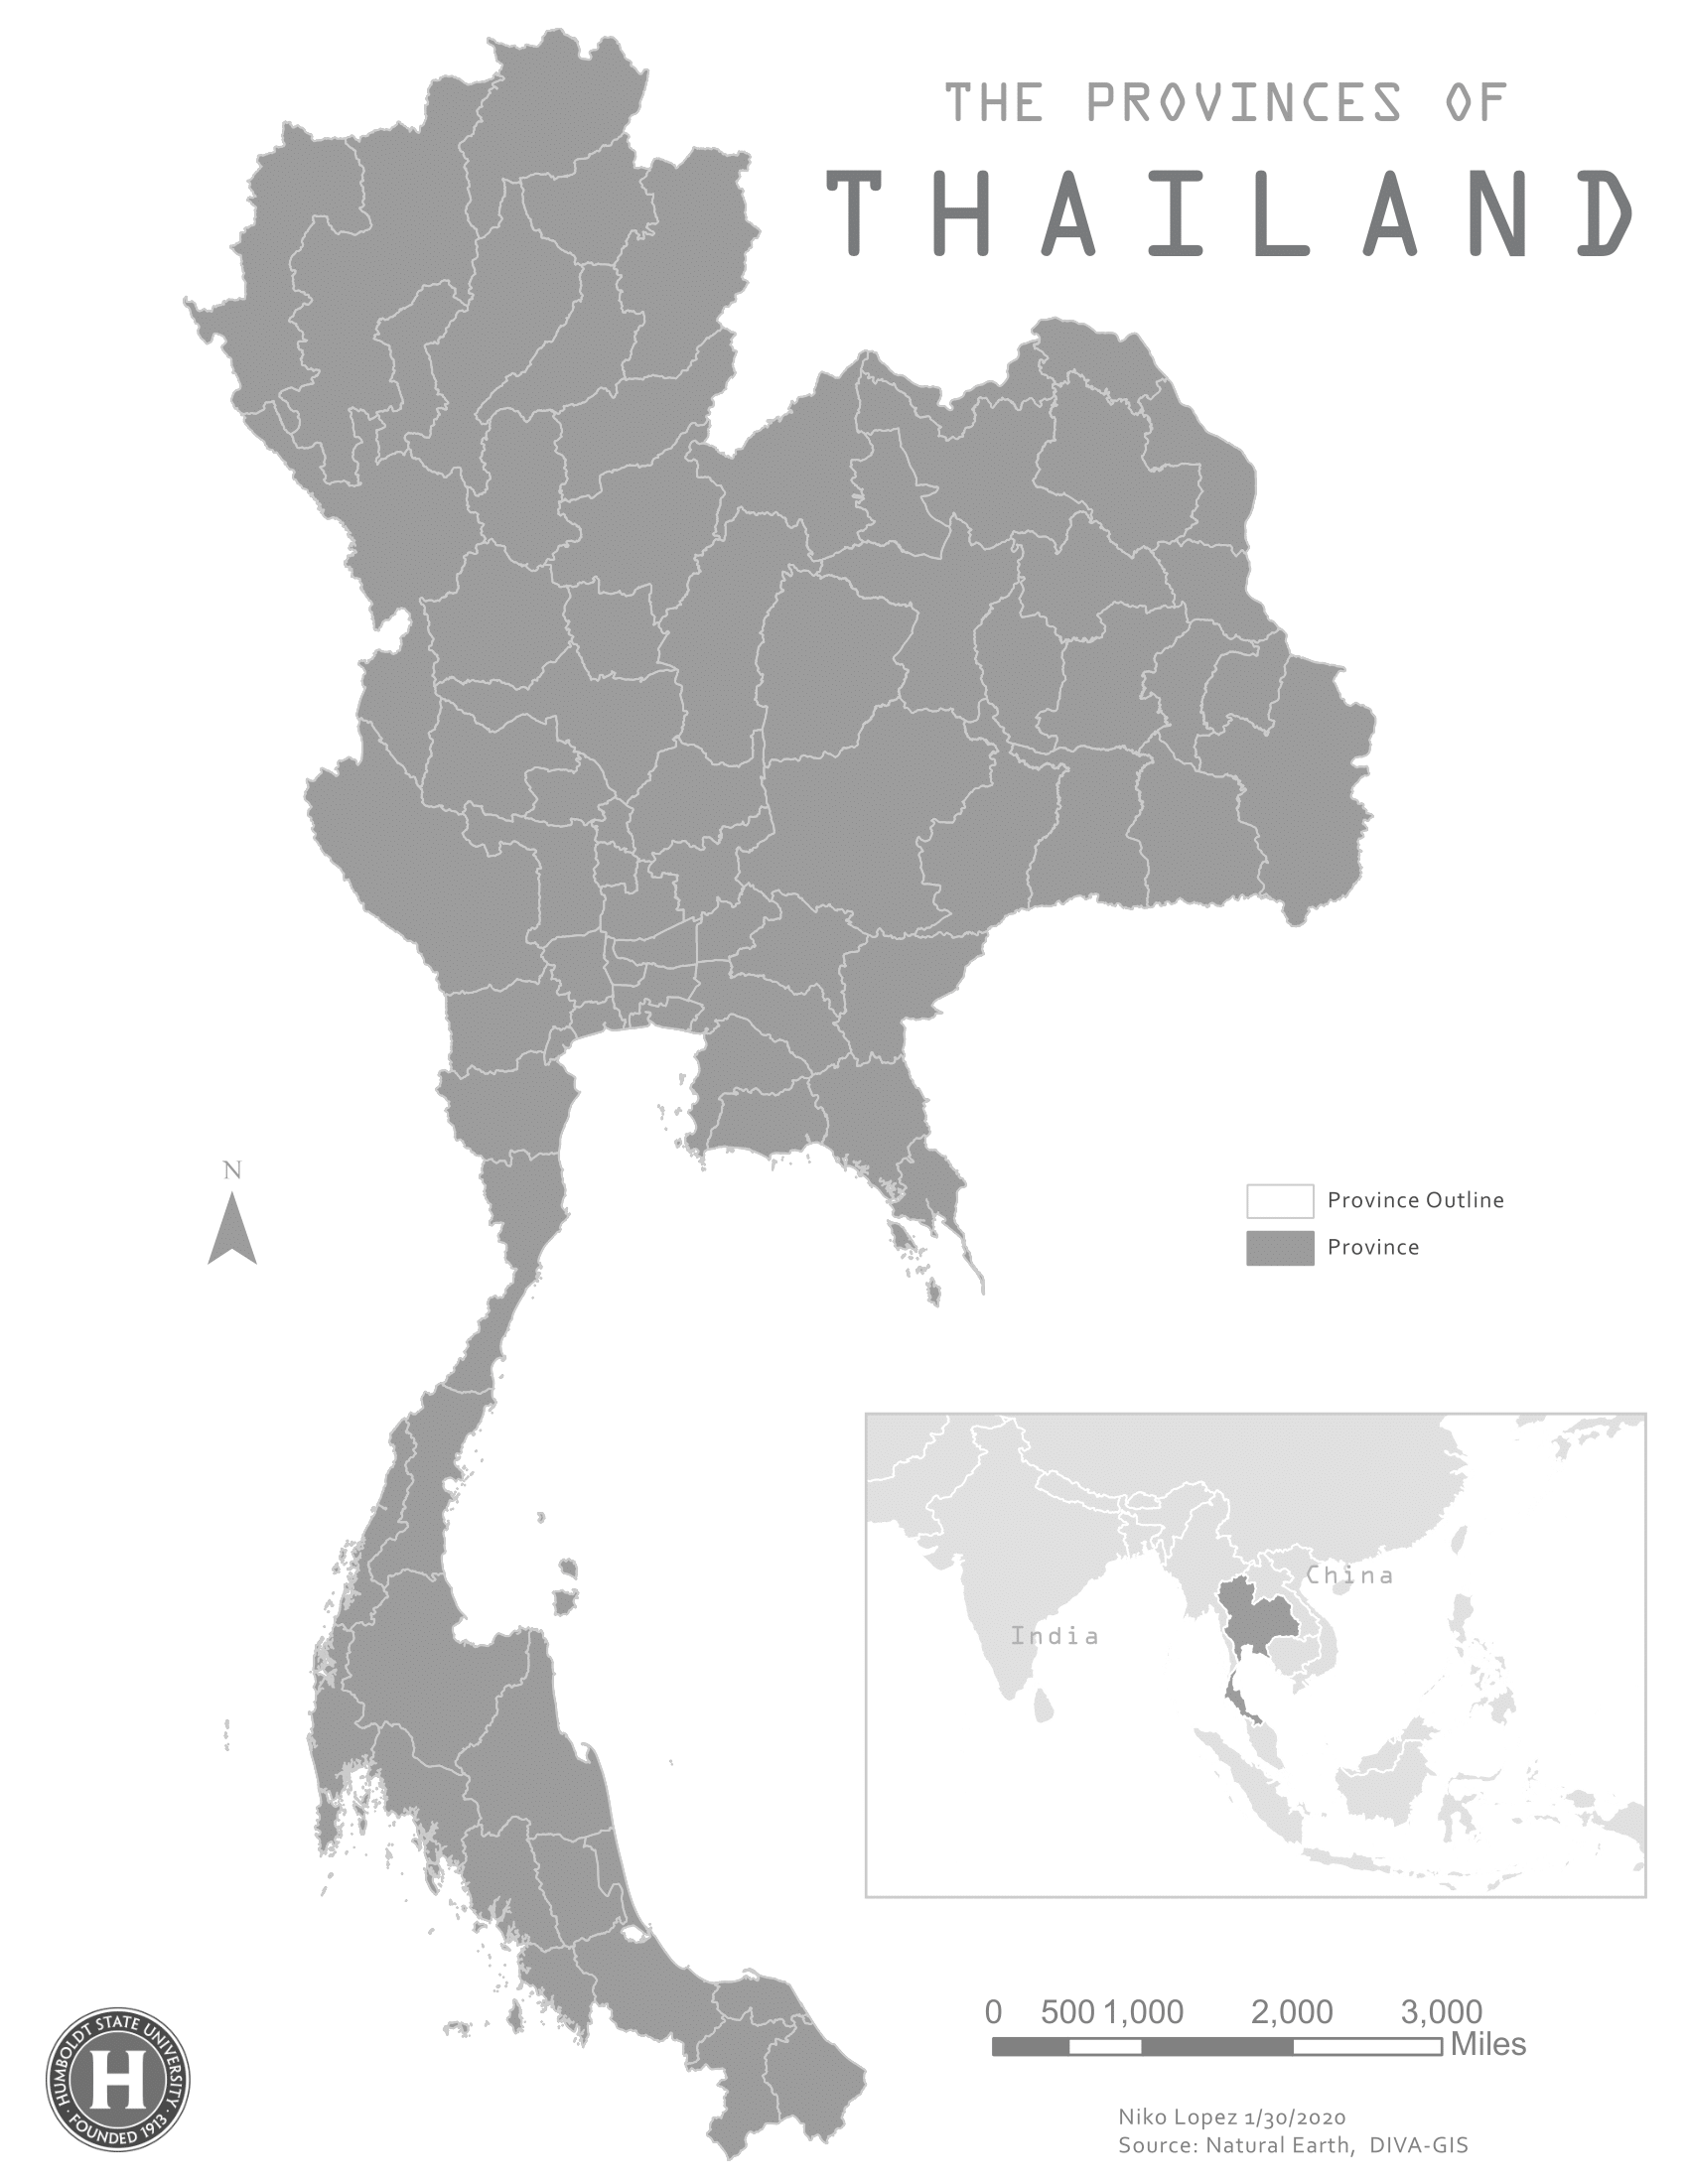 THE PROVINCES OF
THAILAND
N
Province Outline
Province
China
India
0 500 1,000 2,000 3,000
Miles
HUMBOLDT STATE UNIVERSITY
H
· FOUNDED 1913 ·
Niko Lopez 1/30/2020
Source: Natural Earth, DIVA-GIS